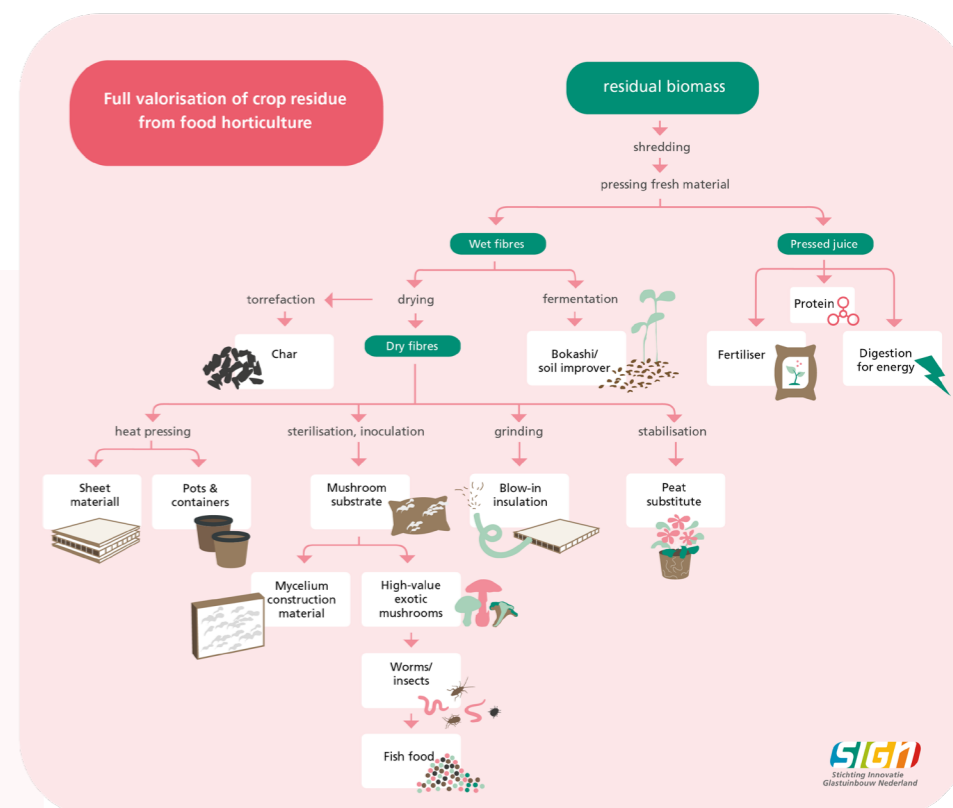 Full valorisation of crop residue
from food horticulture
residual biomass
shredding
pressing fresh material
Wet fibres
Pressed juice
torrefaction
drying
fermentation
Protein
Char
Dry fibres
Bokashi/
soil improver
Fertiliser
Digestion
for energy
heat pressing
sterilisation, inoculation
grinding
stabilisation
Sheet
materiall
Pots &
containers
Mushroom
substrate
Blow-in
insulation
Peat
substitute
Mycelium
construction
material
High-value
exotic
mushrooms
Worms/
insects
Fish food
SIGN
Stichting Innovatie
Glastuinbouw Nederland